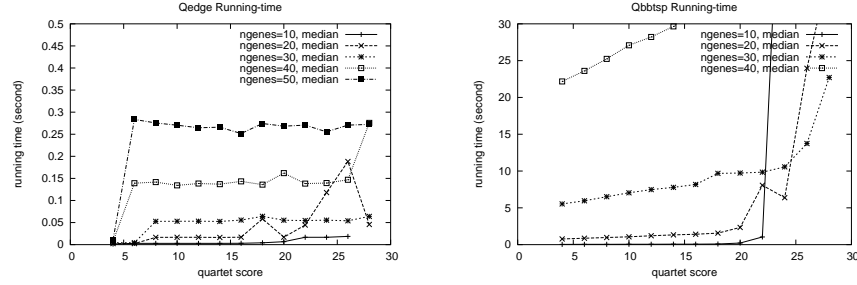 Qedge Running-time
ngenes=10, median
ngenes=20, median
ngenes=30, median
ngenes=40, median
ngenes=50, median
running time (second)
0.5
0.45
0.4
0.35
0.3
0.25
0.2
0.15
0.1
0.05
0
0 5 10 15 20 25 30
quartet score
Qbbtsp Running-time
ngenes=10, median
ngenes=20, median
ngenes=30, median
ngenes=40, median
running time (second)
30
25
20
15
10
5
0
0 5 10 15 20 25 30
quartet score